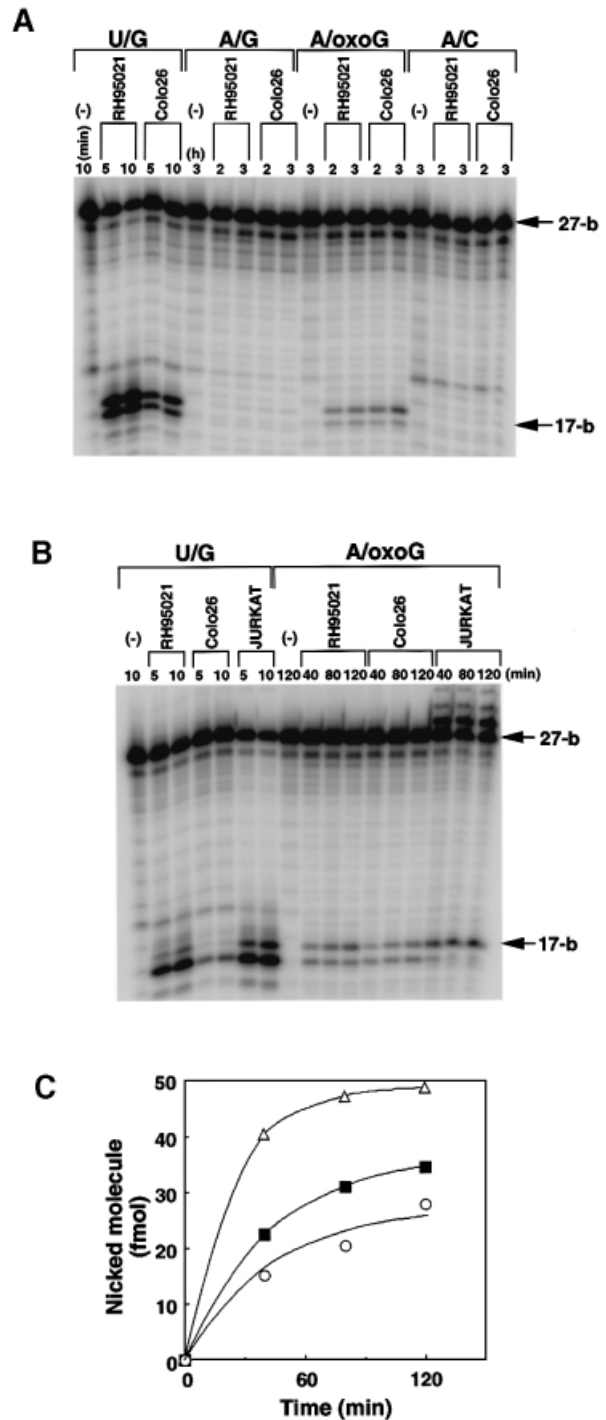 A
U/G A/G A/oxoG A/C
(-) RH95021 Colo26 (-) RH95021 Colo26 (-) RH95021 Colo26 (-) RH95021 Colo26
(min) (h)
10 5 10 5 10 3 2 3 2 3 3 2 3 2 3 3 2 3 2 3
27-b
17-b
B
U/G A/oxoG
(-) RH95021 Colo26 JURKAT (-) RH95021 Colo26 JURKAT
10 5 10 5 10 5 10 120 40 80 120 40 80 120 40 80 120 (min)
27-b
17-b
C
50
40
30
20
10
0
Nicked molecule
(fmol)
0 60 120
Time (min)